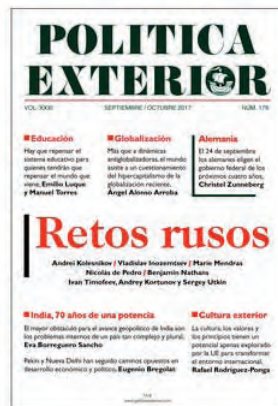 POLITICA
EXTERIOR
VOL. XXXI
SEPTIEMBRE / OCTUBRE 2017
NÚM. 179
Educación
Hay que repensar el
sistema educativo para
quienes tendrán que
repensar el mundo que
viene, Emilio Luque
y Manuel Torres
Globalización
Más que a dinámicas
antiglobalizadoras, el mundo
asiste a un cuestionamiento
del hipercapitalismo de la
globalización reciente,
Ángel Alonso Arroba
Alemania
El 24 de septiembre
los alemanes eligen el
gobierno federal de los
próximos cuatro años,
Christel Zunneberg
Retos rusos
Andrei Kolesnikov / Vladislav Inozemtsev / Marie Mendras
Nicolás de Pedro / Benjamin Nathans
Ivan Timofeev, Andrey Kortunov y Sergey Utkin
India, 70 años de una potencia
El mayor obstáculo para el avance geopolítico de India son
los problemas internos de un país tan complejo y plural,
Eva Borreguero Sancho
Pekín y Nueva Delhi han seguido caminos opuestos en
desarrollo económico y político, Eugenio Bregolat
Cultura exterior
La cultura, los valores y
los principios tienen un
potencial apenas explorado
por la UE para transformar
el entorno internacional,
Rafael Rodríguez-Ponga